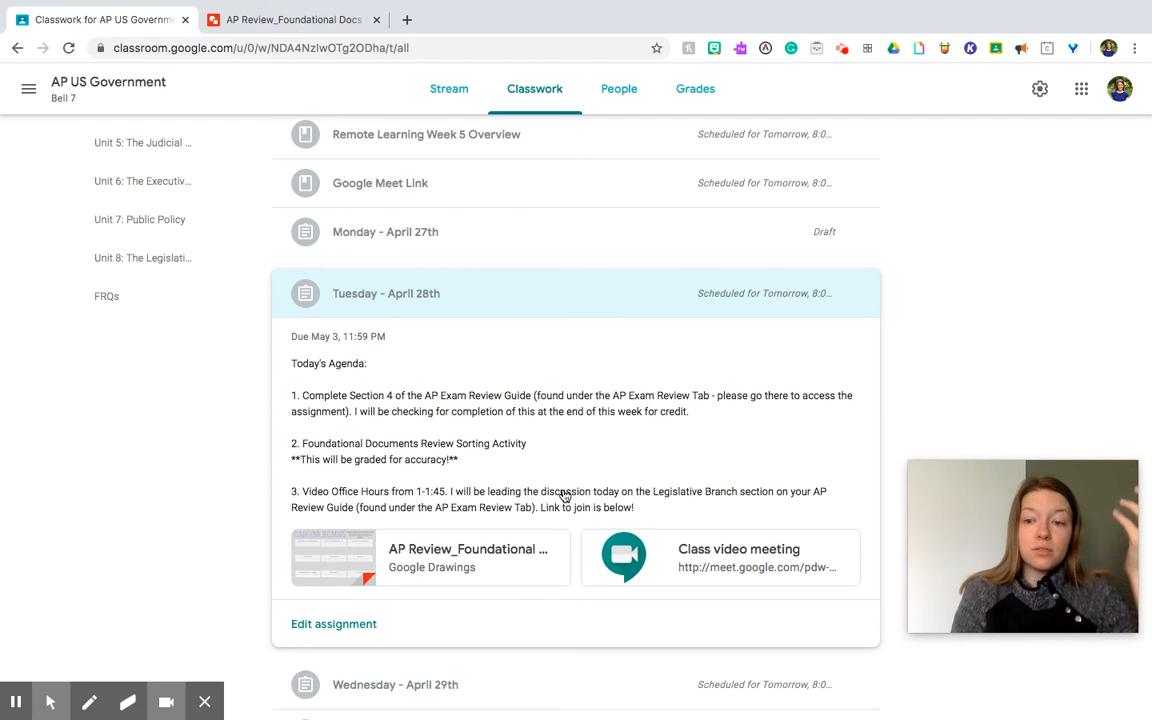 Classwork for AP US Governme
AP Review_Foundational Docs
classroom.google.com/u/0/w/NDA4NzIwOTg2ODha/t/all
AP US Government
Bell 7
Stream
Classwork
People
Grades
Unit 5: The Judicial ...
Unit 6: The Executiv...
Unit 7: Public Policy
Unit 8: The Legislati...
FRQs
Remote Learning Week 5 Overview
Scheduled for Tomorrow, 8:0...
Google Meet Link
Scheduled for Tomorrow, 8:0...
Monday - April 27th
Draft
Tuesday - April 28th
Scheduled for Tomorrow, 8:0...
Due May 3, 11:59 PM
Today's Agenda:
1. Complete Section 4 of the AP Exam Review Guide (found under the AP Exam Review Tab - please go there to access the
assignment). I will be checking for completion of this at the end of this week for credit.
2. Foundational Documents Review Sorting Activity
**This will be graded for accuracy!**
3. Video Office Hours from 1-1:45. I will be leading the discussion today on the Legislative Branch section on your AP
Review Guide (found under the AP Exam Review Tab). Link to join is below!
AP Review_Foundational ...
Google Drawings
Class video meeting
http://meet.google.com/pdw-...
Edit assignment
Wednesday - April 29th
Scheduled for Tomorrow, 8:0...